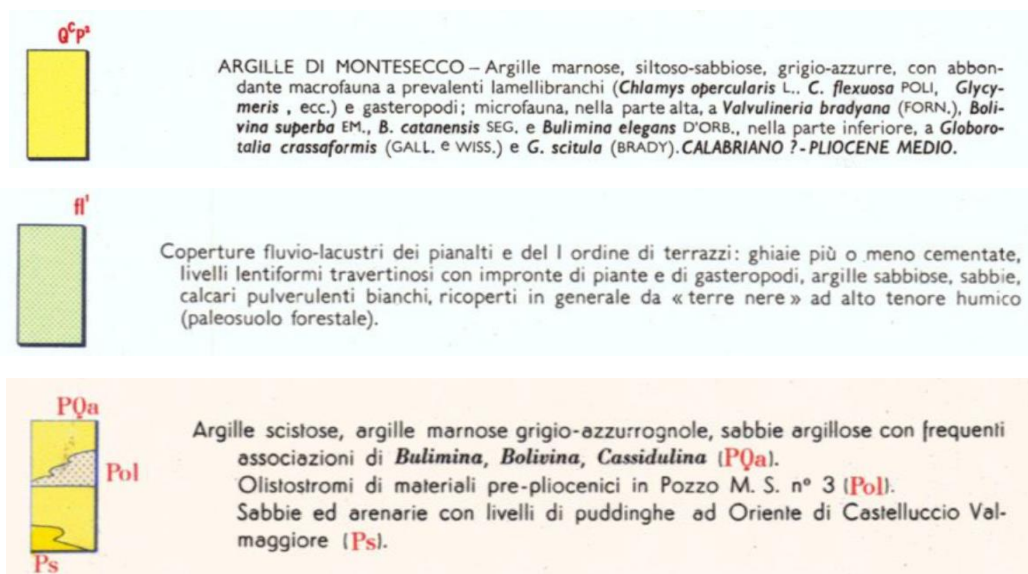 QᶜP²
ARGILLE DI MONTESECCO – Argille marnose, siltoso-sabbiose, grigio-azzurre, con abbon-
dante macrofauna a prevalenti lamellibranchi (Chlamys opercularis L., C. flexuosa POLI, Glycy-
meris , ecc.) e gasteropodi; microfauna, nella parte alta, a Valvulineria bradyana (FORN.), Boli-
vina superba EM., B. catanensis SEG. e Bulimina elegans D'ORB., nella parte inferiore, a Globoro-
talia crassaformis (GALL. e WISS.) e G. scitula (BRADY). CALABRIANO ?- PLIOCENE MEDIO.
fl¹
Coperture fluvio-lacustri dei pianalti e del I ordine di terrazzi: ghiaie più o meno cementate,
livelli lentiformi travertinosi con impronte di piante e di gasteropodi, argille sabbiose, sabbie,
calcari pulverulenti bianchi, ricoperti in generale da « terre nere » ad alto tenore humico
(paleosuolo forestale).
PQa
Pol
Ps
Argille scistose, argille marnose grigio-azzurrognole, sabbie argillose con frequenti
associazioni di Bulimina, Bolivina, Cassidulina (PQa).
Olistostromi di materiali pre-pliocenici in Pozzo M. S. n° 3 (Pol).
Sabbie ed arenarie con livelli di puddinghe ad Oriente di Castelluccio Val-
maggiore (Ps).